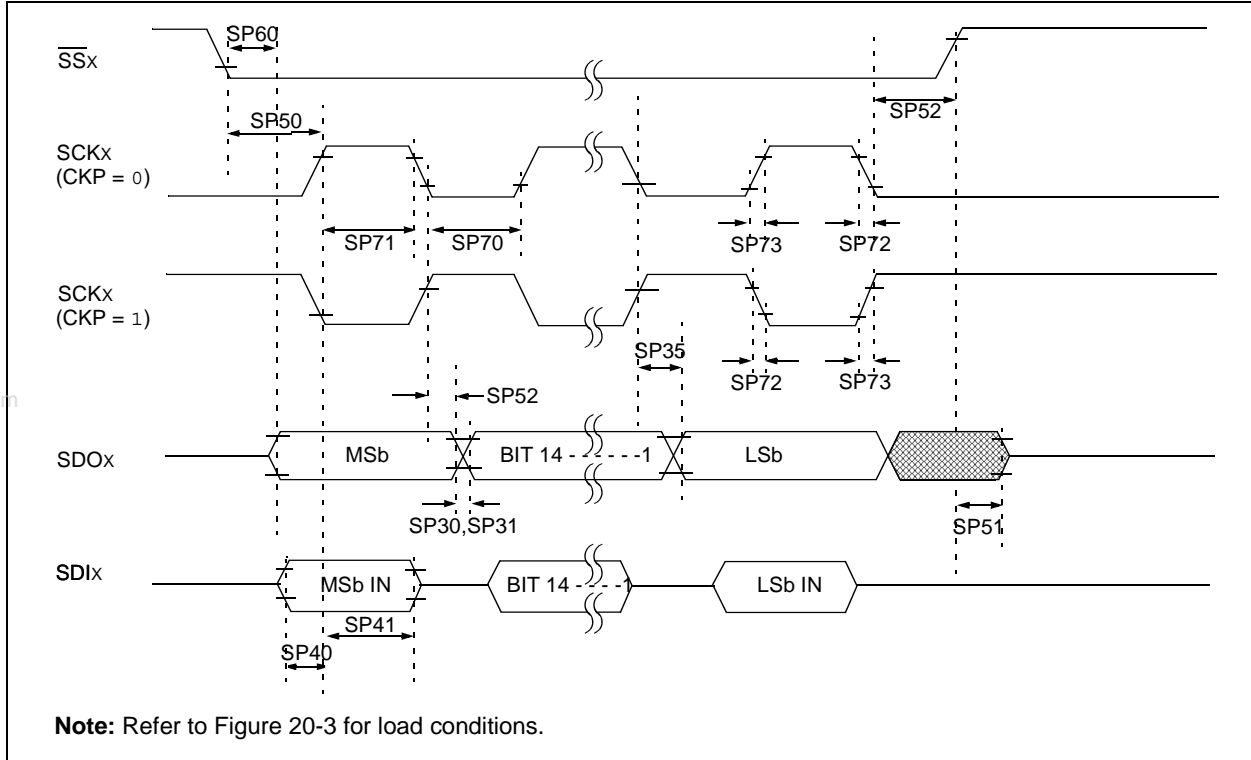 SP60
SSX
SP50
SP52
SCKX
(CKP = 0)
SP71
SP70
SP73
SP72
SCKX
(CKP = 1)
SP35
SP72
SP73
SP52
SDOX
MSb
BIT 14 - - - - - -1
LSb
SP30,SP31
SP51
SDIX
MSb IN
BIT 14 - - - - -1
LSb IN
SP41
SP40
Note: Refer to Figure 20-3 for load conditions.
m